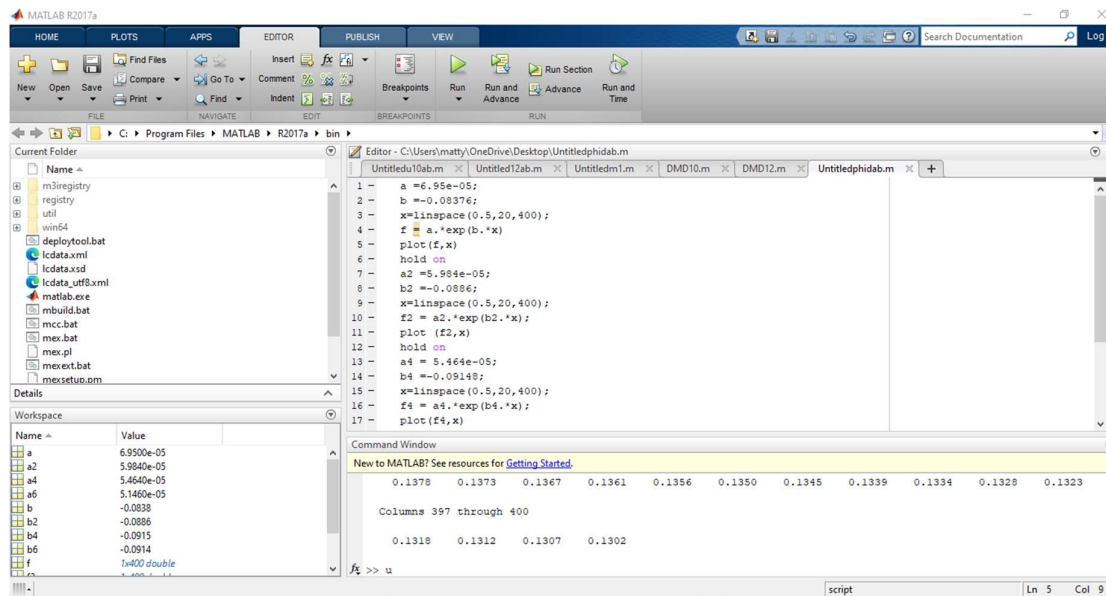 MATLAB R2017a
HOME PLOTS APPS EDITOR PUBLISH VIEW Search Documentation Log
New Open Save Find Files Compare Print
Go To Find
Insert fx Comment % Indent
Breakpoints
Run Run and Advance Run Section Advance Run and Time
FILE NAVIGATE EDIT BREAKPOINTS RUN
C: Program Files MATLAB R2017a bin
Current Folder
Name
m3iregistry
registry
util
win64
deploytool.bat
lcdata.xml
lcdata.xsd
lcdata_utf8.xml
matlab.exe
mbuild.bat
mcc.bat
mex.bat
mex.pl
mexext.bat
mexsetup.pm
Details
Workspace
Name Value
a 6.9500e-05
a2 5.9840e-05
a4 5.4640e-05
a6 5.1460e-05
b -0.0838
b2 -0.0886
b4 -0.0915
b6 -0.0914
f 1x400 double
Editor - C:\Users\matty\OneDrive\Desktop\Untitledphidab.m
Untitledu10ab.m Untitled12ab.m Untitledm1.m DMD10.m DMD12.m Untitledphidab.m +
1 - a =6.95e-05;
2 - b =-0.08376;
3 - x=linspace(0.5,20,400);
4 - f = a.*exp(b.*x)
5 - plot(f,x)
6 - hold on
7 - a2 =5.984e-05;
8 - b2 =-0.0886;
9 - x=linspace(0.5,20,400);
10 - f2 = a2.*exp(b2.*x);
11 - plot (f2,x)
12 - hold on
13 - a4 = 5.464e-05;
14 - b4 =-0.09148;
15 - x=linspace(0.5,20,400);
16 - f4 = a4.*exp(b4.*x);
17 - plot(f4,x)
Command Window
New to MATLAB? See resources for Getting Started.
0.1378 0.1373 0.1367 0.1361 0.1356 0.1350 0.1345 0.1339 0.1334 0.1328 0.1323
Columns 397 through 400
0.1318 0.1312 0.1307 0.1302
fx >> u
script Ln 5 Col 9